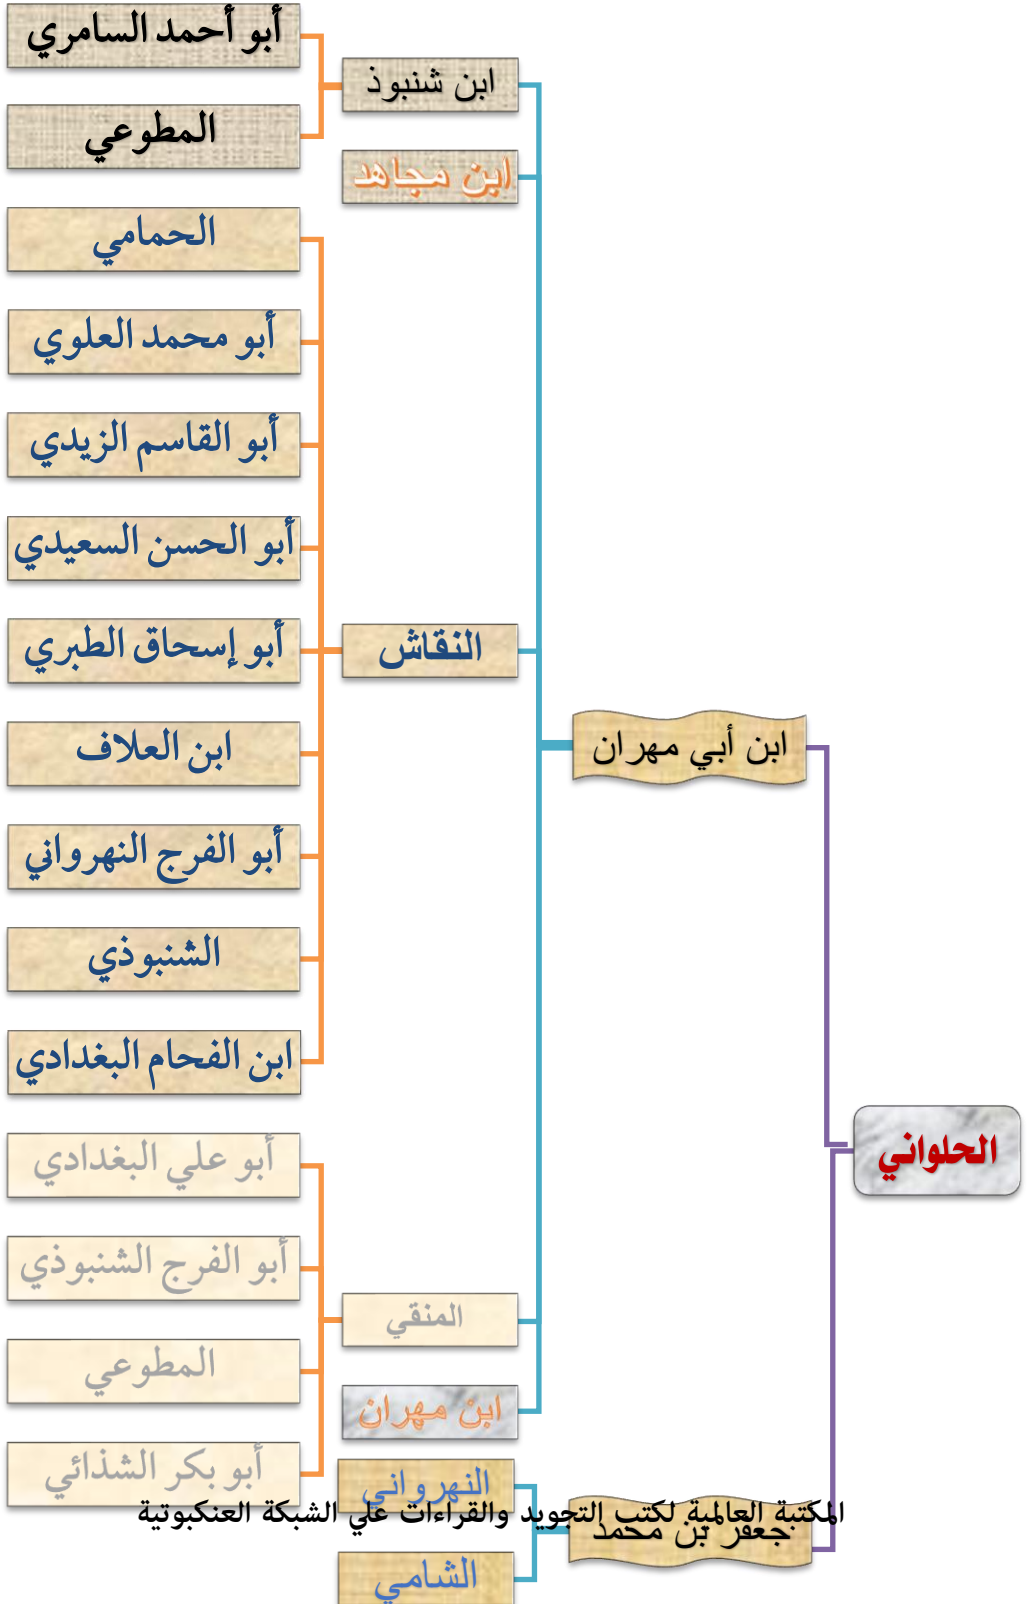 الحلواني
ابن أبي مهران
ابن شنبوذ
أبو أحمد السامري
المطوعي
ابن مجاهد
النقاش
الحمامي
أبو محمد العلوي
أبو القاسم الزيدي
أبو الحسن السعيدي
أبو إسحاق الطبري
ابن العلاف
أبو الفرج النهرواني
الشنبوذي
ابن الفحام البغدادي
المنقي
أبو علي البغدادي
أبو الفرج الشنبوذي
المطوعي
أبو بكر الشذائي
ابن مهران
جعفر بن محمد
النهرواني
الشامي
المكتبة العالمية لكتب التجويد والقراءات علي الشبكة العنكبوتية